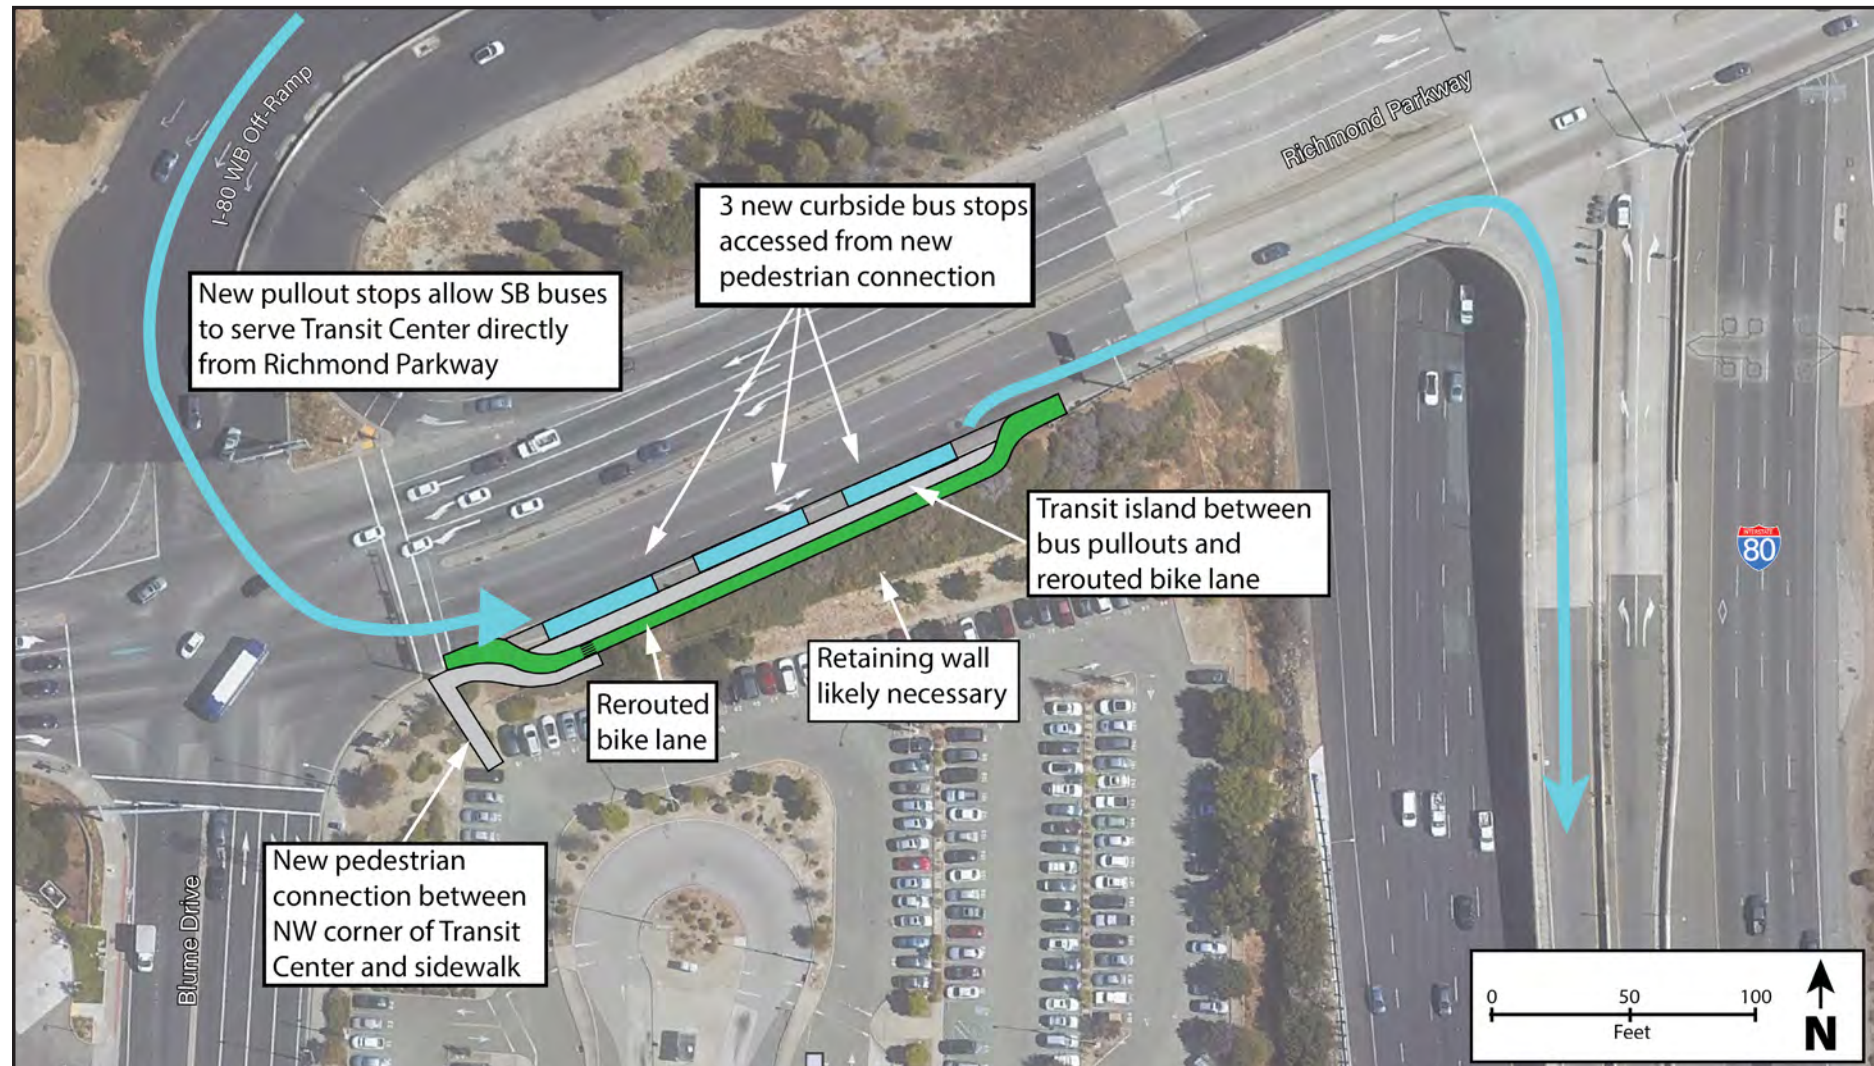 I-80 WB Off-Ramp
Richmond Parkway
3 new curbside bus stops
accessed from new
pedestrian connection
New pullout stops allow SB buses
to serve Transit Center directly
from Richmond Parkway
Transit island between
bus pullouts and
rerouted bike lane
INTERSTATE
80
Retaining wall
likely necessary
Rerouted
bike lane
New pedestrian
connection between
NW corner of Transit
Center and sidewalk
Blume Drive
0 50 100
Feet
N